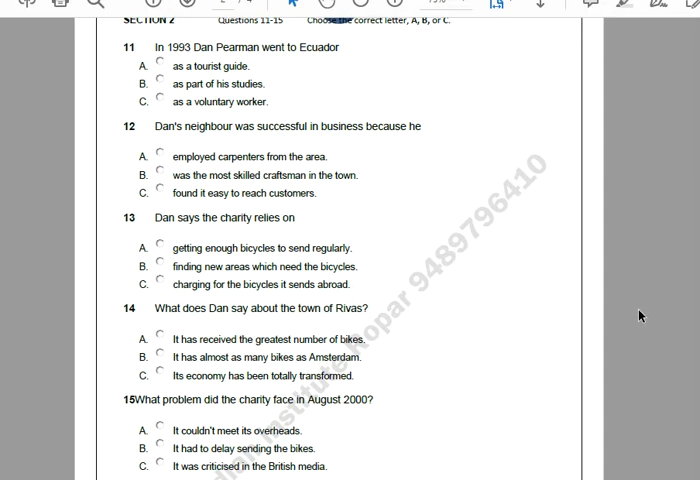 SECTION 2 Questions 11-15 Choose the correct letter, A, B, or C.
11 In 1993 Dan Pearman went to Ecuador
A. as a tourist guide.
B. as part of his studies.
C. as a voluntary worker.
12 Dan's neighbour was successful in business because he
A. employed carpenters from the area.
B. was the most skilled craftsman in the town.
C. found it easy to reach customers.
13 Dan says the charity relies on
A. getting enough bicycles to send regularly.
B. finding new areas which need the bicycles.
C. charging for the bicycles it sends abroad.
14 What does Dan say about the town of Rivas?
A. It has received the greatest number of bikes.
B. It has almost as many bikes as Amsterdam.
C. Its economy has been totally transformed.
15What problem did the charity face in August 2000?
A. It couldn't meet its overheads.
B. It had to delay sending the bikes.
C. It was criticised in the British media.
Institute Ropar 9489796410